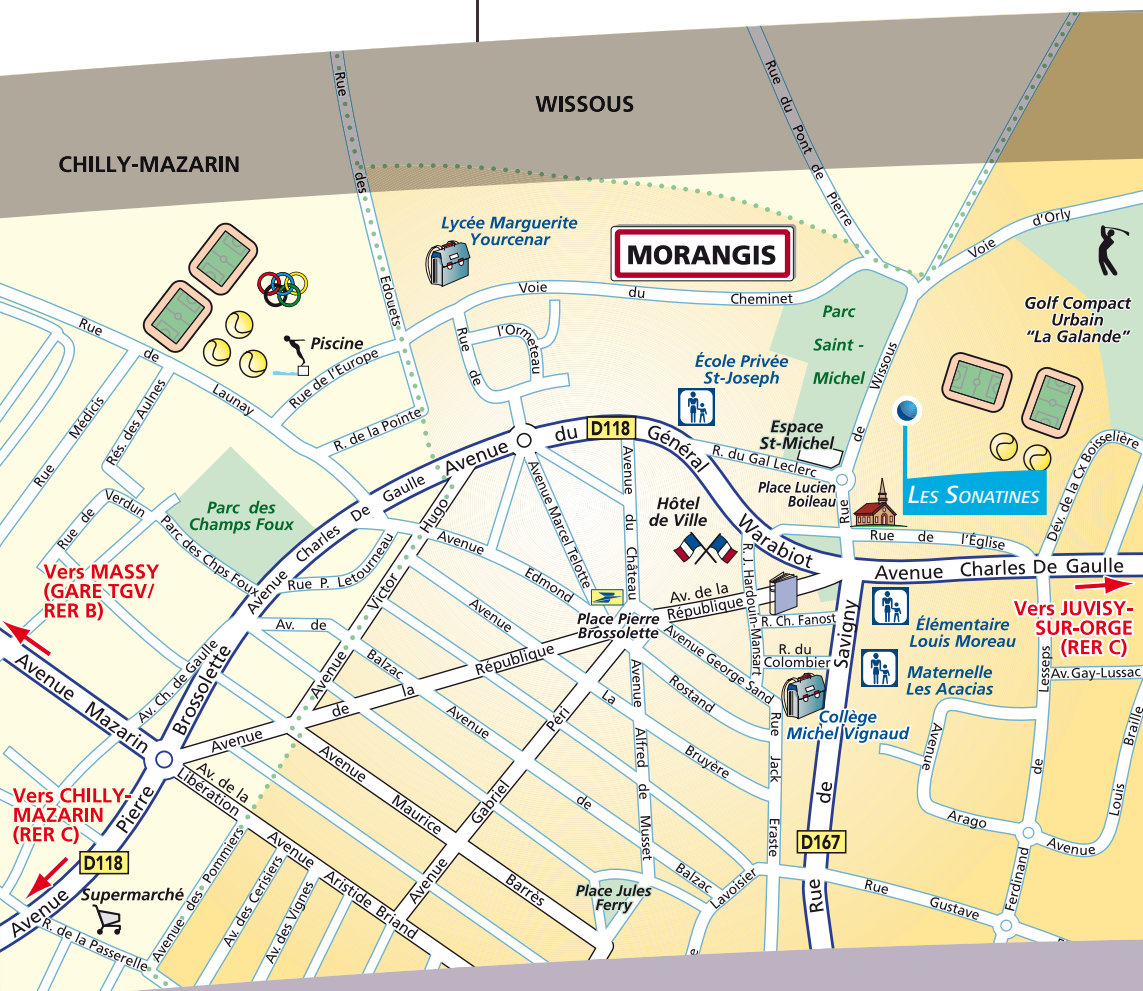 WISSOUS
CHILLY-MAZARIN
Rue des Edouets
Rue du Pont de Pierre
Voie d'Orly
Lycée Marguerite
Yourcenar
MORANGIS
Golf Compact
Urbain
“La Galande”
Voie du Cheminet
Parc
Saint -
Michel
Rue de Wissous
Rue de Launay
Piscine
Rue de l'Europe
R. de la Pointe
Rue de l'Ormeteau
École Privée
St-Joseph
Espace
St-Michel
R. du Gal Leclerc
Place Lucien
Boileau
LES SONATINES
Rue Médicis
Rés. des Aulnes
Rue de Verdun
Parc des Chps Foux
Parc des
Champs Foux
Avenue Charles De Gaulle
Avenue du Général Warabiot
D118
Avenue Marcel Telotte
Avenue du Château
Hôtel
de Ville
Rue de l'Église
Dév. de la Cx Boisselière
Avenue Charles De Gaulle
Vers MASSY
(GARE TGV/
RER B)
Vers JUVISY-
SUR-ORGE
(RER C)
Rue P. Letourneau
Avenue Victor Hugo
Avenue Edmond Rostand
R. J. Hardouin-Mansart
Av. de la
République
R. Ch. Fanost
R. du
Colombier
Place Pierre
Brossolette
Avenue George Sand
Élémentaire
Louis Moreau
Maternelle
Les Acacias
Collège
Michel Vignaud
Av. Gay-Lussac
Av. de Balzac
Avenue La Bruyère
Avenue de la République
Avenue de Balzac
Av. Ch. de Gaulle
Avenue Mazarin
Avenue Pierre Brossolette
Av. de la
Libération
Avenue Maurice Barrès
Avenue Gabriel Péri
Avenue Alfred de Musset
Rue Jack Eraste
Rue de Savigny
D167
Avenue Arago
Avenue
Louis Braille
Rue Ferdinand de Lesseps
Rue Gustave
Lavoisier
Place Jules
Ferry
Vers CHILLY-
MAZARIN
(RER C)
D118
Supermarché
R. de la Passerelle
Avenue des Pommiers
Av. des Cerisiers
Av. des Vignes
Avenue Aristide Briand